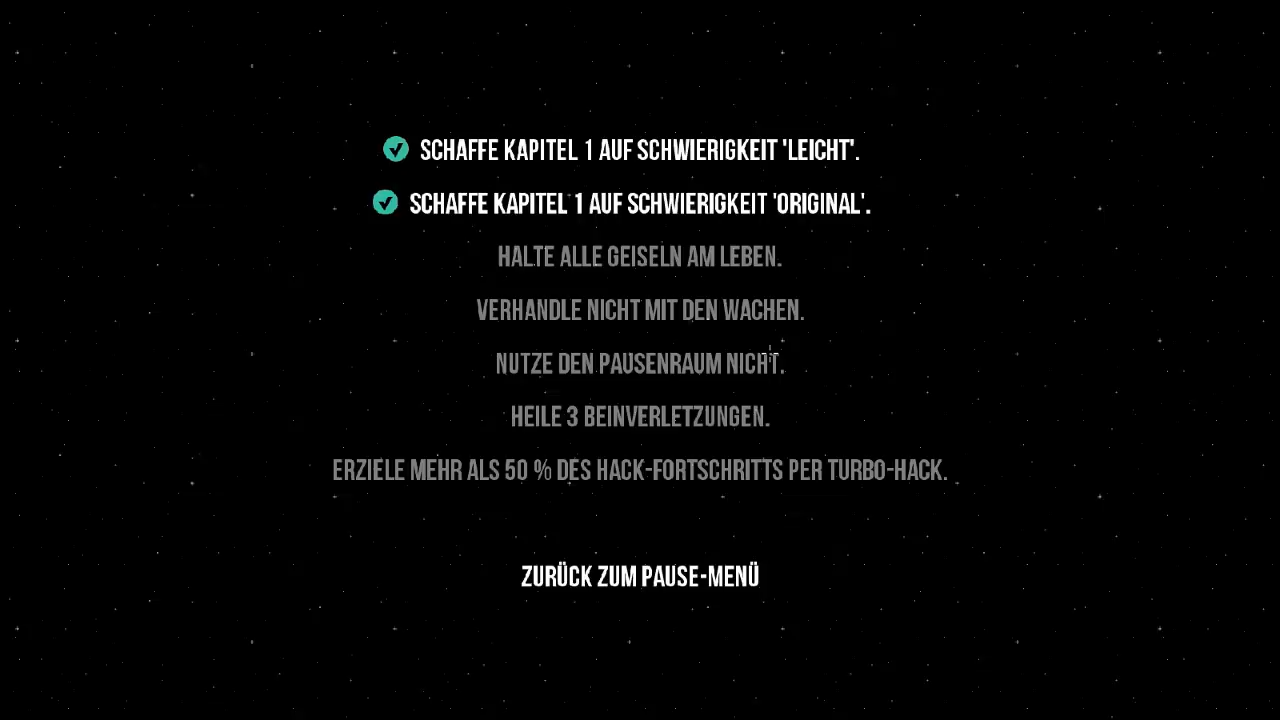 SCHAFFE KAPITEL 1 AUF SCHWIERIGKEIT 'LEICHT'.
SCHAFFE KAPITEL 1 AUF SCHWIERIGKEIT 'ORIGINAL'.
HALTE ALLE GEISELN AM LEBEN.
VERHANDLE NICHT MIT DEN WACHEN.
NUTZE DEN PAUSENRAUM NICHT.
HEILE 3 BEINVERLETZUNGEN.
ERZIELE MEHR ALS 50 % DES HACK-FORTSCHRITTS PER TURBO-HACK.
ZURÜCK ZUM PAUSE-MENÜ